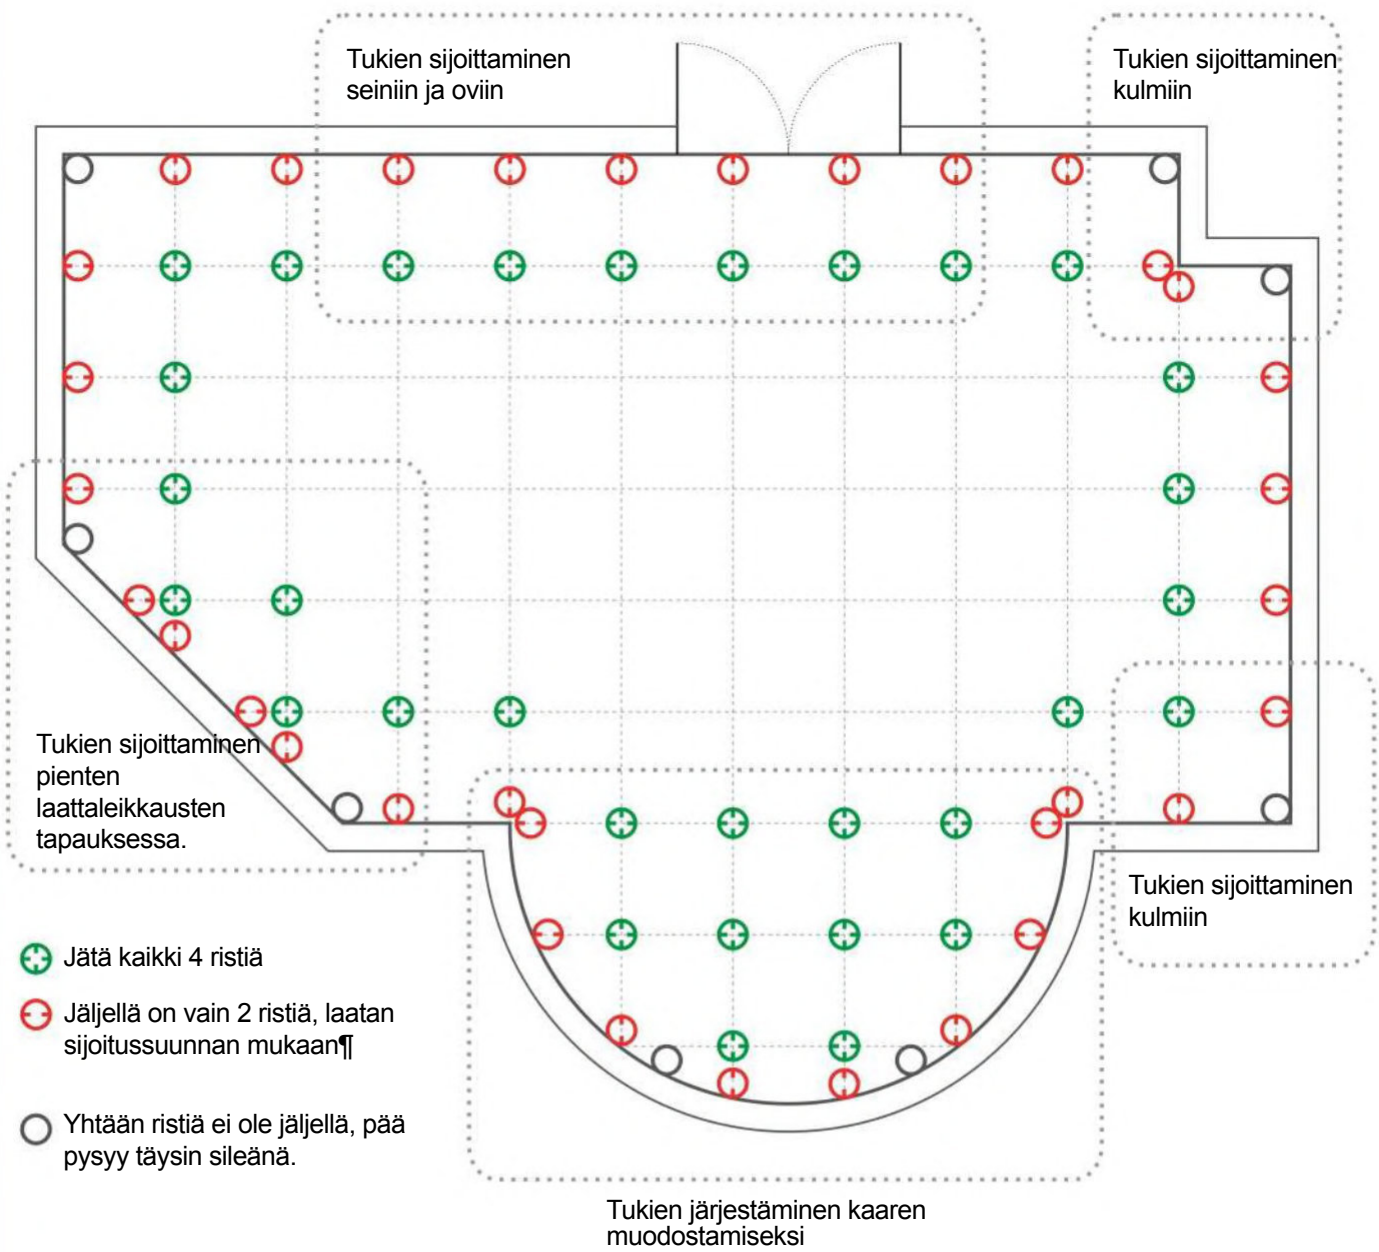 Tukien sijoittaminen
seiniin ja oviin
Tukien sijoittaminen
kulmiin
Tukien sijoittaminen
pienten
laattaleikkausten
tapauksessa.
Tukien sijoittaminen
kulmiin
Jätä kaikki 4 ristiä
Jäljellä on vain 2 ristiä, laatan
sijoitussuunnan mukaan¶
Yhtään ristiä ei ole jäljellä, pää
pysyy täysin sileänä.
Tukien järjestäminen kaaren
muodostamiseksi